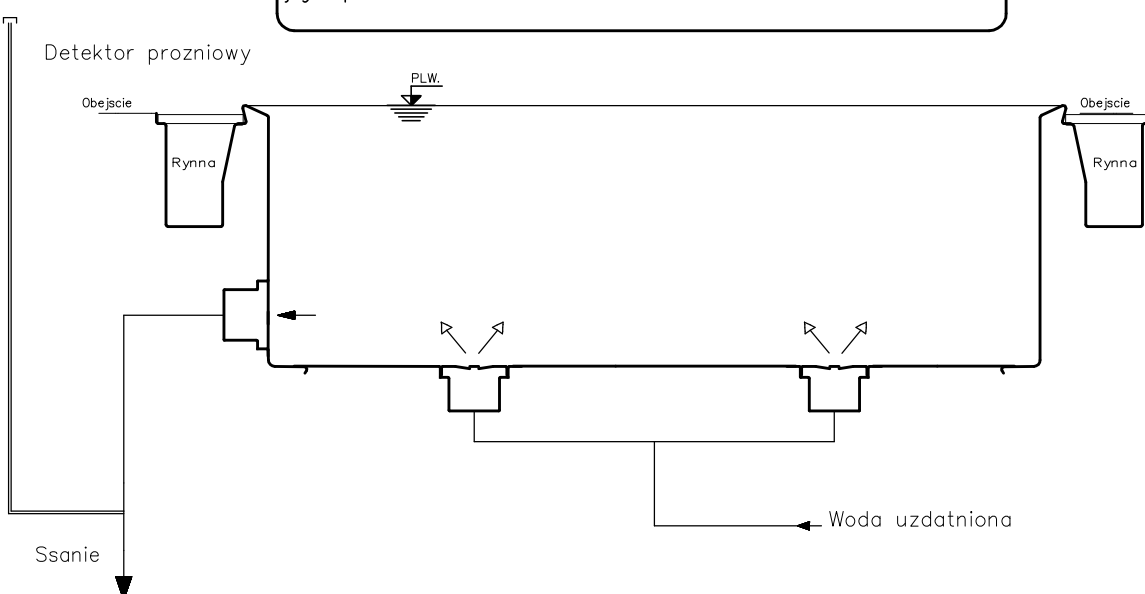 Detektor prozniowy
PLW.
Obejscie
Obejscie
Rynna
Rynna
Woda uzdatniona
Ssanie